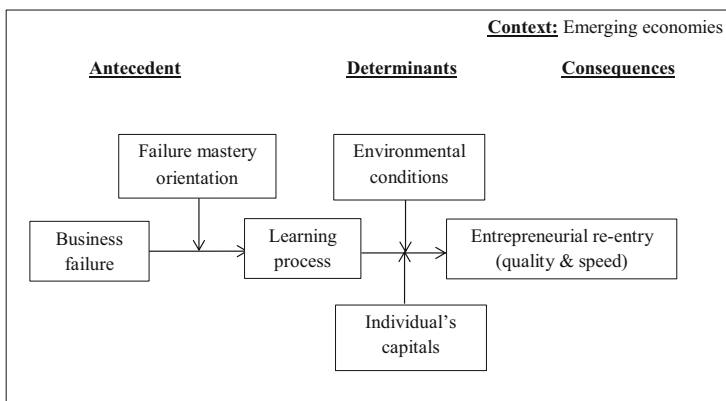 Context: Emerging economies
Antecedent
Determinants
Consequences
Failure mastery
orientation
Environmental
conditions
Business
failure
Learning
process
Entrepreneurial re-entry
(quality & speed)
Individual's
capitals